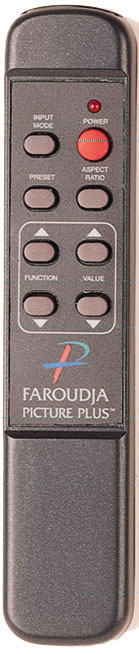 INPUT
MODE
POWER
PRESET
ASPECT
RATIO
FUNCTION
VALUE
FAROUDJA
PICTURE PLUS™